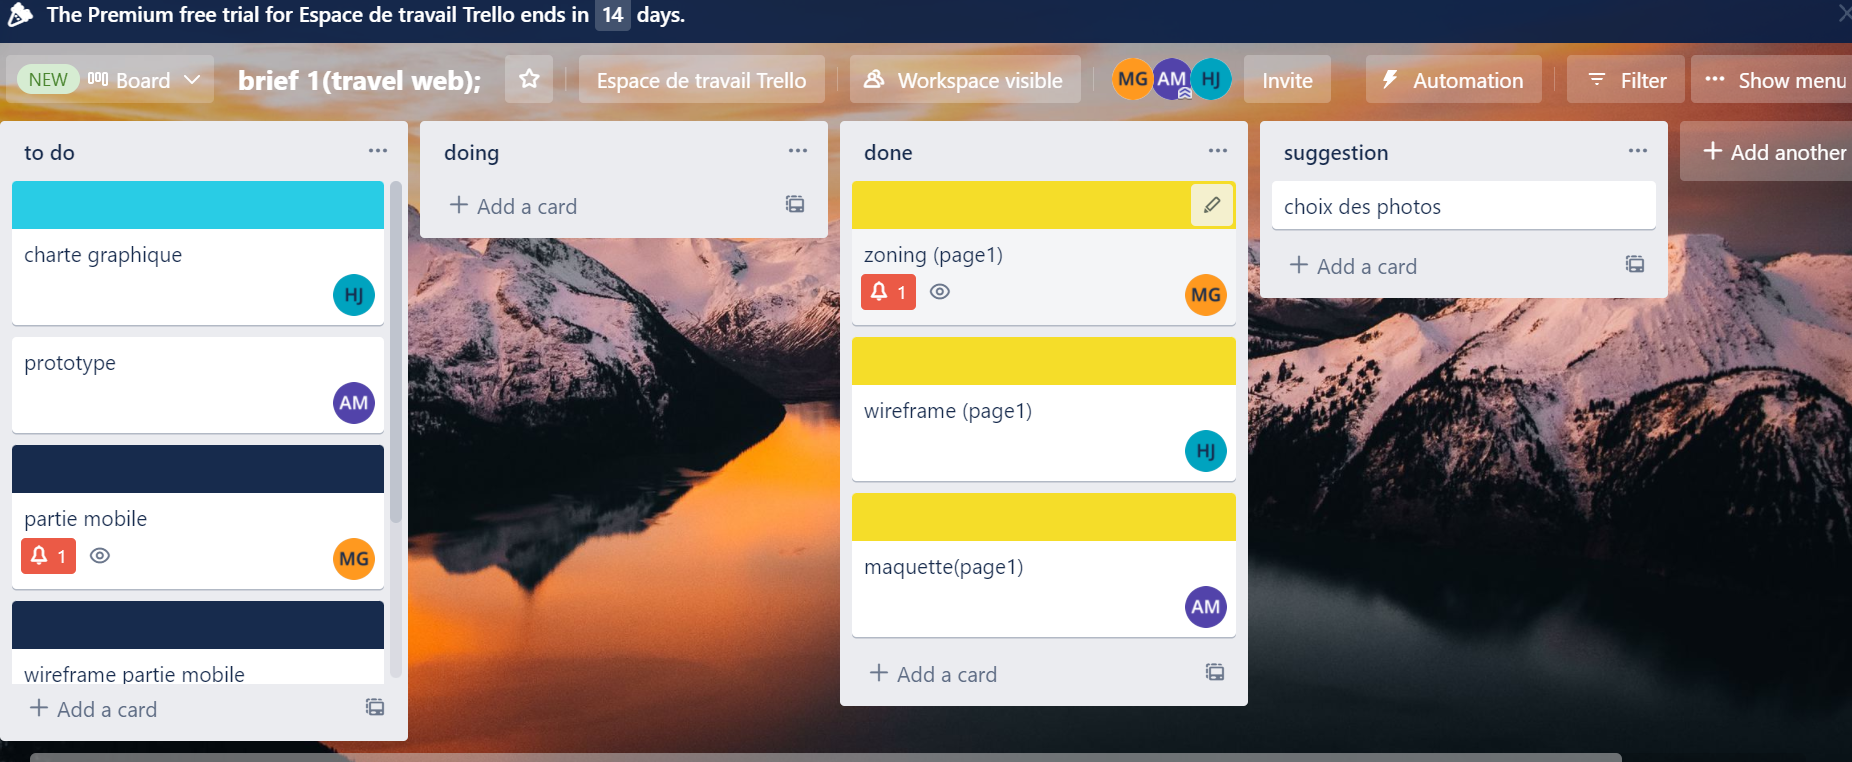 The Premium free trial for Espace de travail Trello ends in 14 days.
NEW Board brief 1(travel web); Espace de travail Trello Workspace visible MG AM HJ Invite Automation Filter Show menu
to do
charte graphique
HJ
prototype
AM
partie mobile
1
MG
wireframe partie mobile
+ Add a card
doing
+ Add a card
done
zoning (page1)
1
MG
wireframe (page1)
HJ
maquette(page1)
AM
+ Add a card
suggestion
choix des photos
+ Add a card
+ Add another